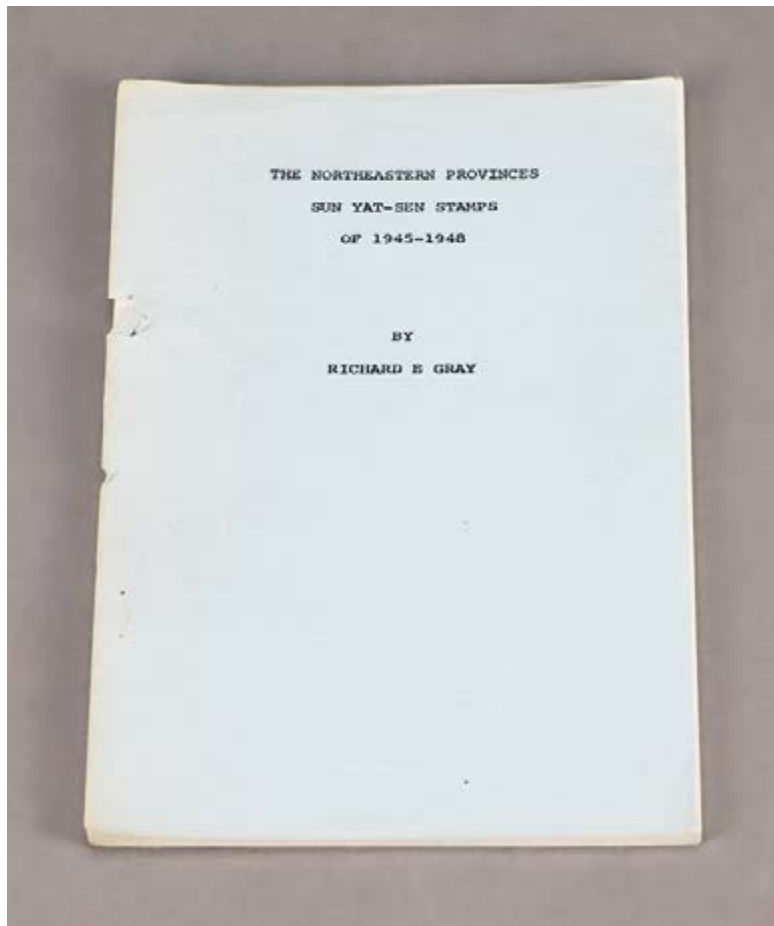 THE NORTHEASTERN PROVINCES
SUN YAT-SEN STAMPS
OF 1945-1948
BY
RICHARD E GRAY